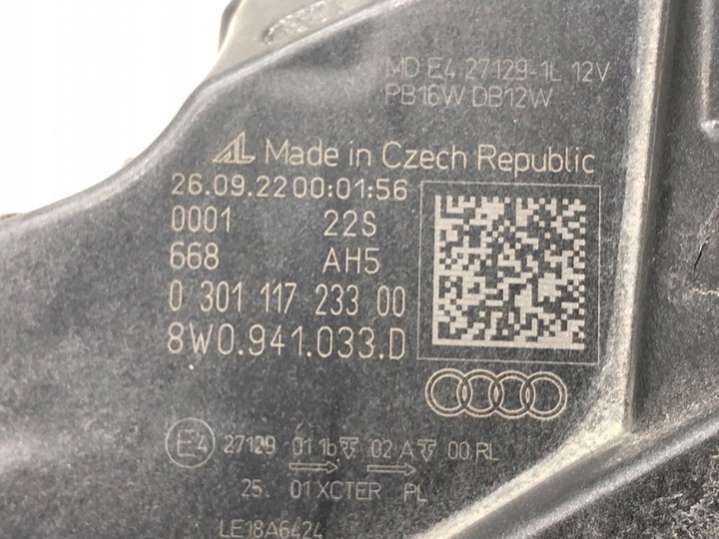 MD E4 27129-1L 12V
PB16W DB12W
AL Made in Czech Republic
26.09.22 00:01:56
0001 22S
668 AH5
0 301 117 233 00
8W0.941.033.D
E4 27129 01 1b 02 A 00 RL
25. 01 XCTER PL
LE18A6424